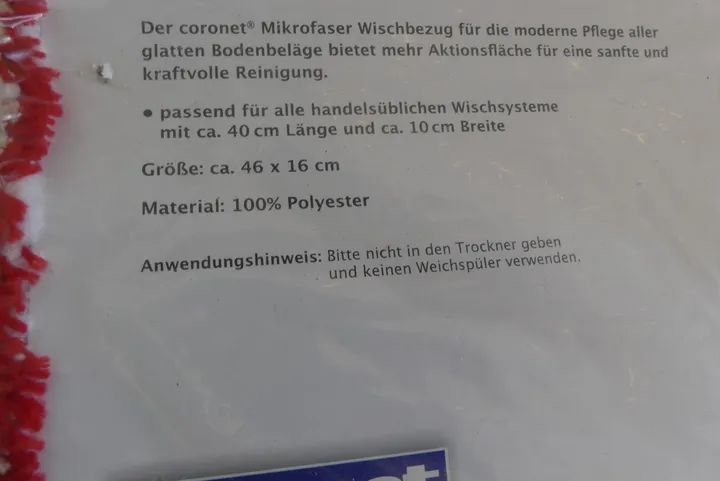 Der coronet® Mikrofaser Wischbezug für die moderne Pflege aller
glatten Bodenbeläge bietet mehr Aktionsfläche für eine sanfte und
kraftvolle Reinigung.
• passend für alle handelsüblichen Wischsysteme
mit ca. 40 cm Länge und ca. 10 cm Breite
Größe: ca. 46 x 16 cm
Material: 100% Polyester
Anwendungshinweis: Bitte nicht in den Trockner geben
und keinen Weichspüler verwenden.